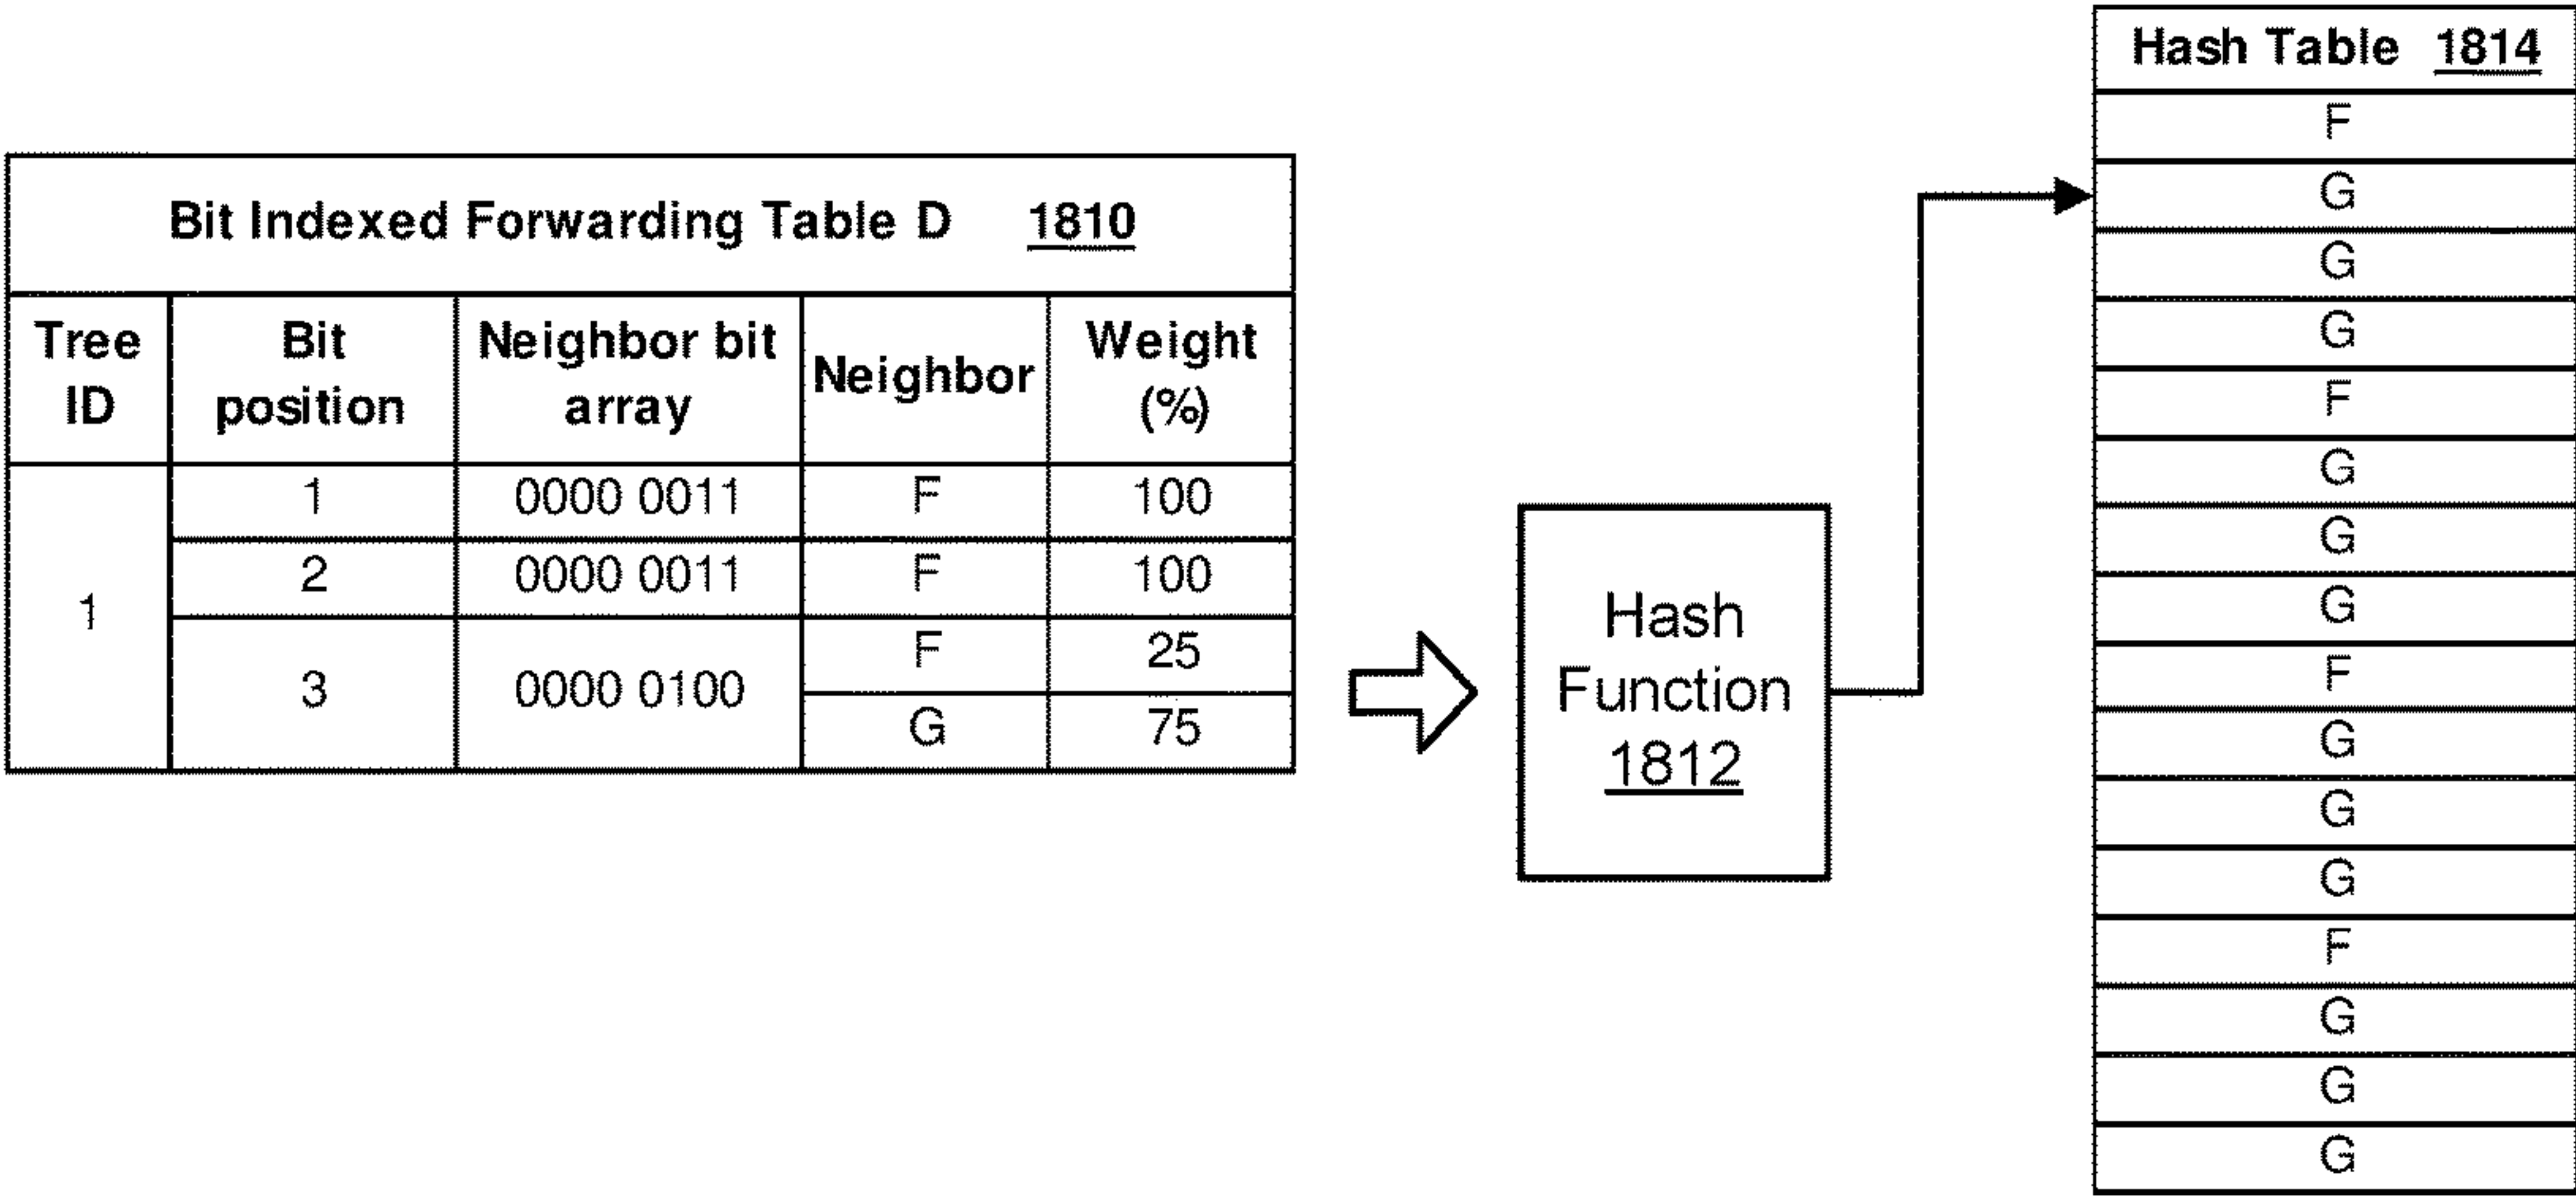 Bit Indexed Forwarding Table D 1810
Tree ID
Bit position
Neighbor bit array
Neighbor
Weight (%)
1
1 0000 0011 F 100
2 0000 0011 F 100
3 0000 0100 F 25
G 75
Hash
Function
1812
Hash Table 1814
F
G
G
G
F
G
G
G
F
G
G
G
F
G
G
G